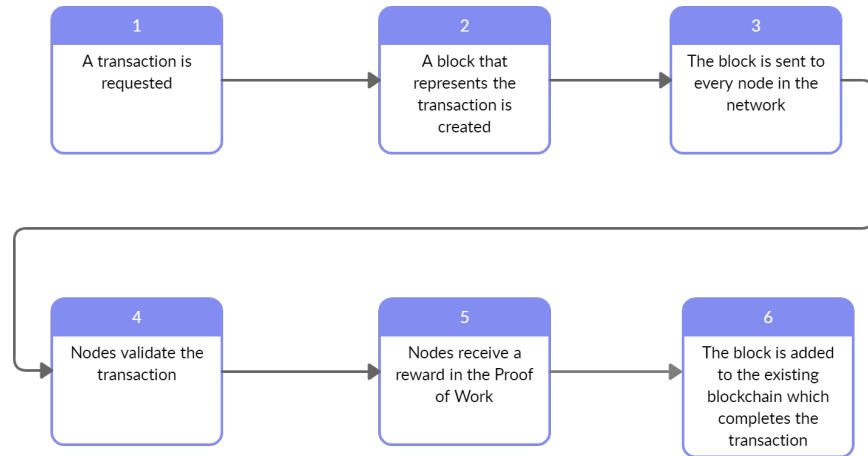 1
A transaction is
requested
2
A block that
represents the
transaction is
created
3
The block is sent to
every node in the
network
4
Nodes validate the
transaction
5
Nodes receive a
reward in the Proof
of Work
6
The block is added
to the existing
blockchain which
completes the
transaction